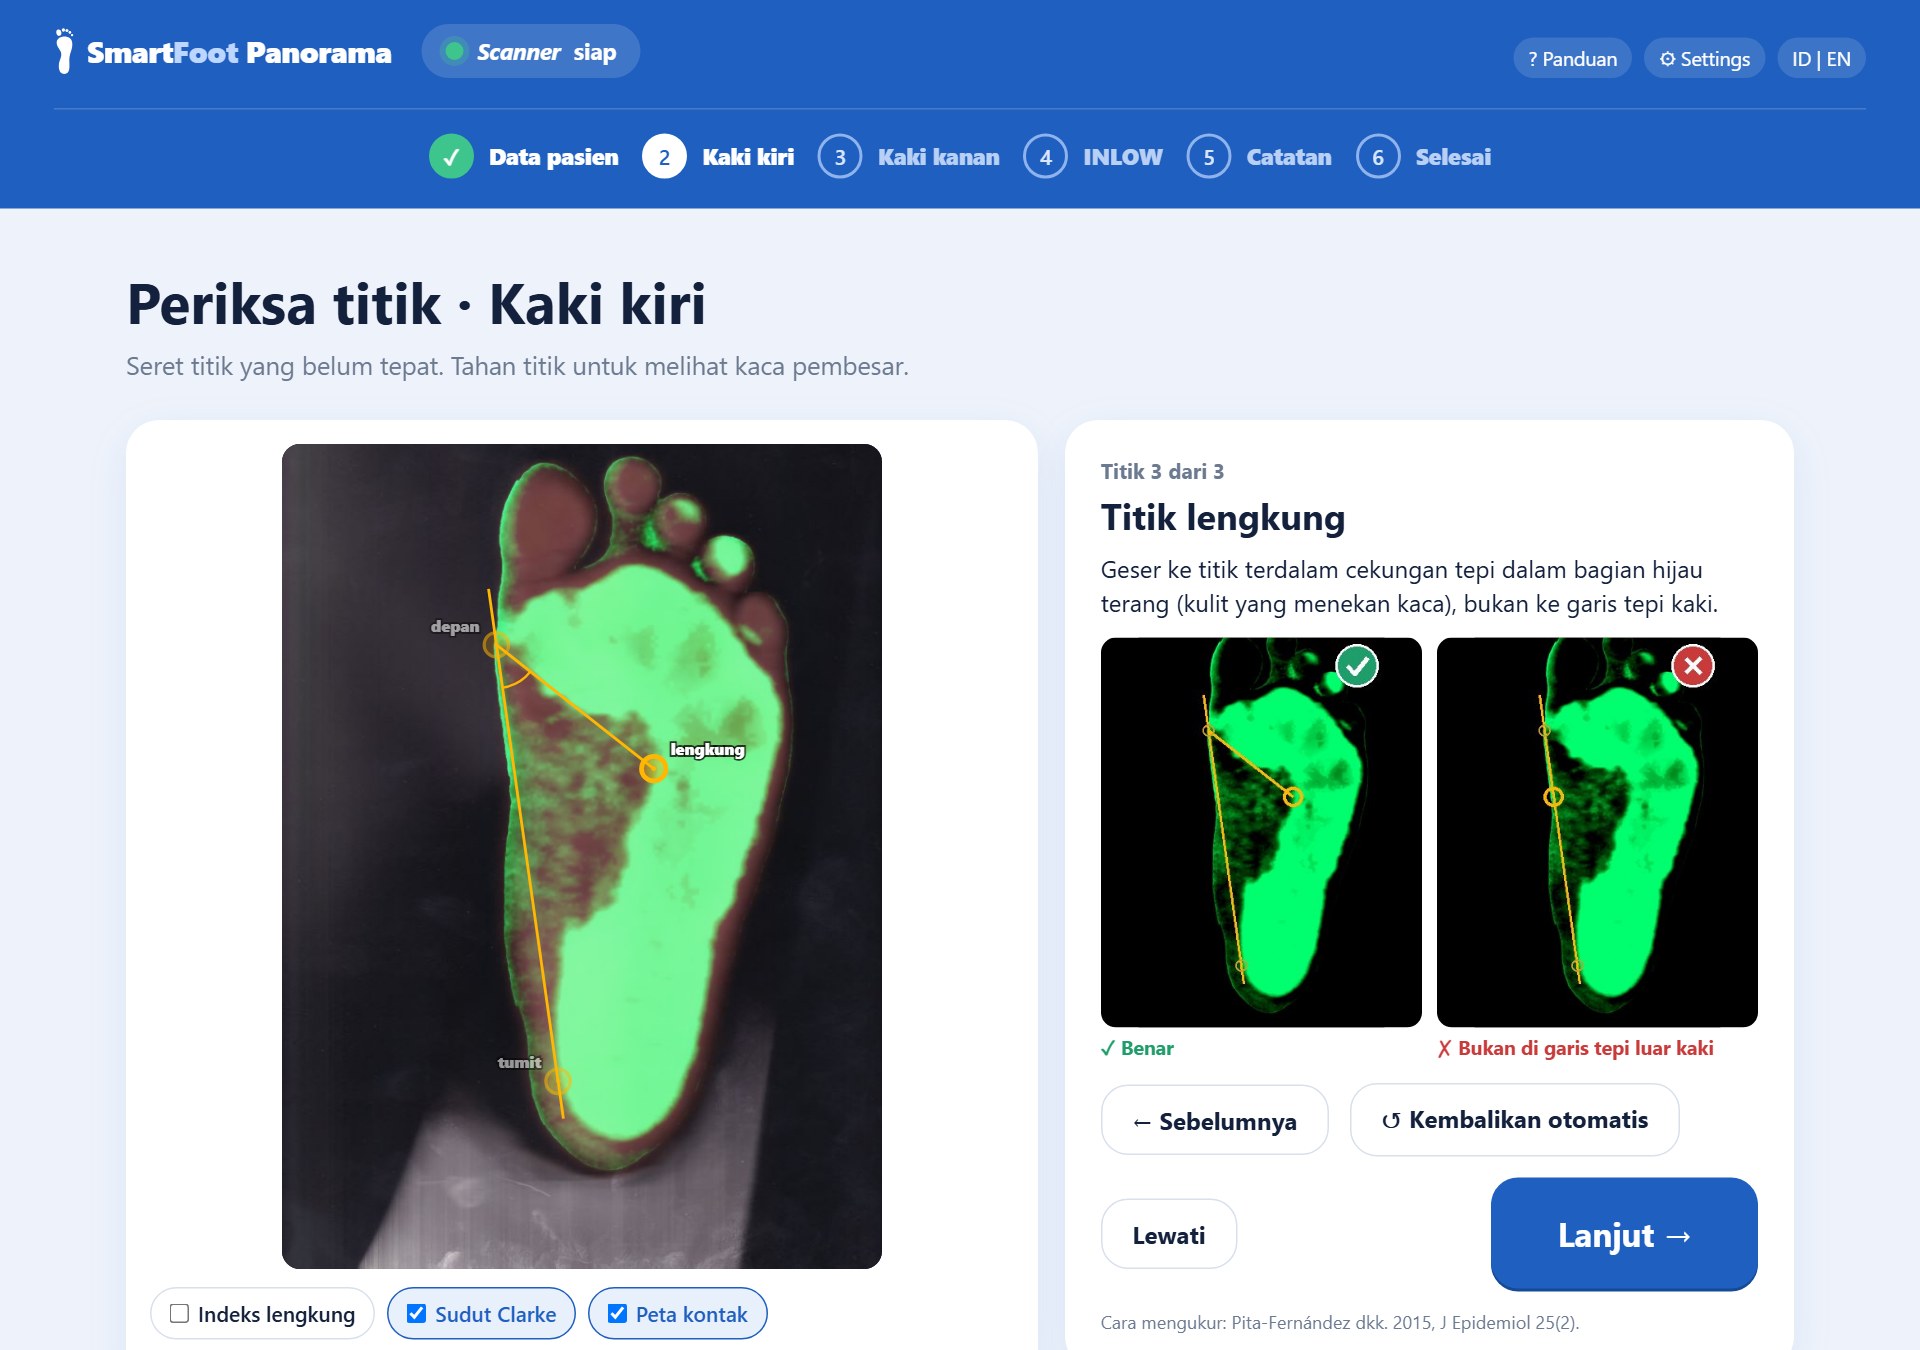 SmartFoot Panorama
Scanner siap
? Panduan
Settings
ID | EN
✓ Data pasien
2 Kaki kiri
3 Kaki kanan
4 INLOW
5 Catatan
6 Selesai
Periksa titik · Kaki kiri
Seret titik yang belum tepat. Tahan titik untuk melihat kaca pembesar.
depan
lengkung
tumit
Indeks lengkung
Sudut Clarke
Peta kontak
Titik 3 dari 3
Titik lengkung
Geser ke titik terdalam cekungan tepi dalam bagian hijau
terang (kulit yang menekan kaca), bukan ke garis tepi kaki.
✓ Benar
✗ Bukan di garis tepi luar kaki
← Sebelumnya
↺ Kembalikan otomatis
Lewati
Lanjut →
Cara mengukur: Pita-Fernández dkk. 2015, J Epidemiol 25(2).